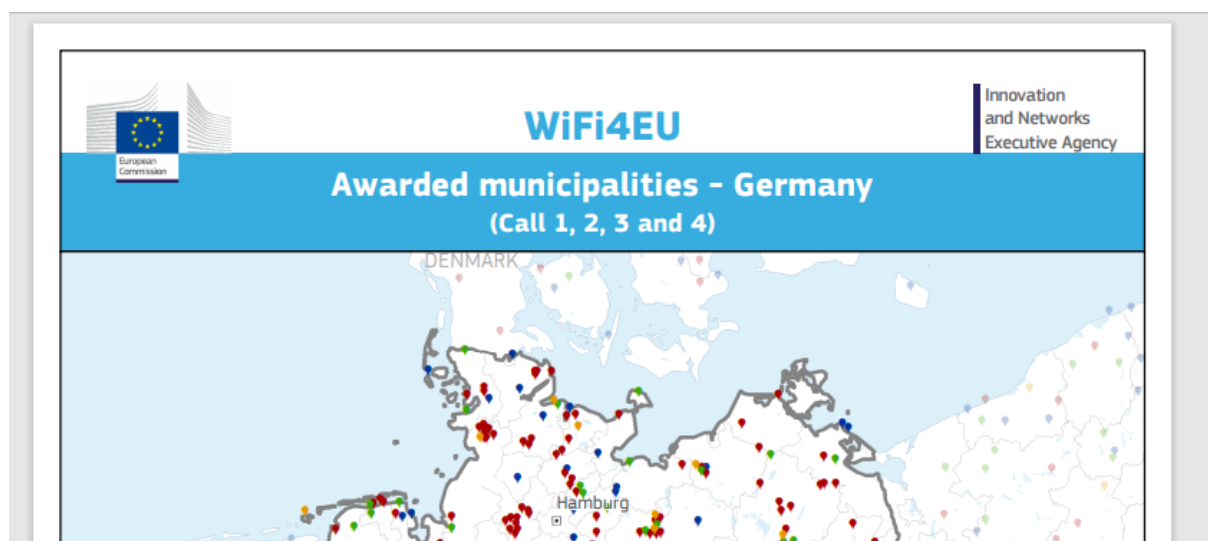 European
Commission
WiFi4EU
Innovation
and Networks
Executive Agency
Awarded municipalities - Germany
(Call 1, 2, 3 and 4)
DENMARK
Hamburg